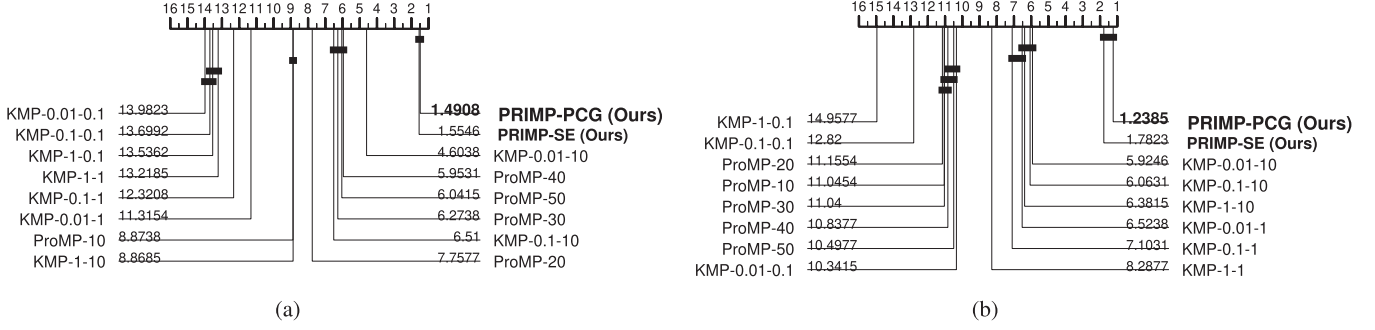 16 15 14 13 12 11 10 9 8 7 6 5 4 3 2 1
KMP-0.01-0.1 13.9823 1.4908 PRIMP-PCG (Ours)
KMP-0.1-0.1 13.6992 1.5546 PRIMP-SE (Ours)
KMP-1-0.1 13.5362 4.6038 KMP-0.01-10
KMP-1-1 13.2185 5.9531 ProMP-40
KMP-0.1-1 12.3208 6.0415 ProMP-50
KMP-0.01-1 11.3154 6.2738 ProMP-30
ProMP-10 8.8738 6.51 KMP-0.1-10
KMP-1-10 8.8685 7.7577 ProMP-20
(a)
16 15 14 13 12 11 10 9 8 7 6 5 4 3 2 1
KMP-1-0.1 14.9577 1.2385 PRIMP-PCG (Ours)
KMP-0.1-0.1 12.82 1.7823 PRIMP-SE (Ours)
ProMP-20 11.1554 5.9246 KMP-0.01-10
ProMP-10 11.0454 6.0631 KMP-0.1-10
ProMP-30 11.04 6.3815 KMP-1-10
ProMP-40 10.8377 6.5238 KMP-0.01-1
ProMP-50 10.4977 7.1031 KMP-0.1-1
KMP-0.01-0.1 10.3415 8.2877 KMP-1-1
(b)